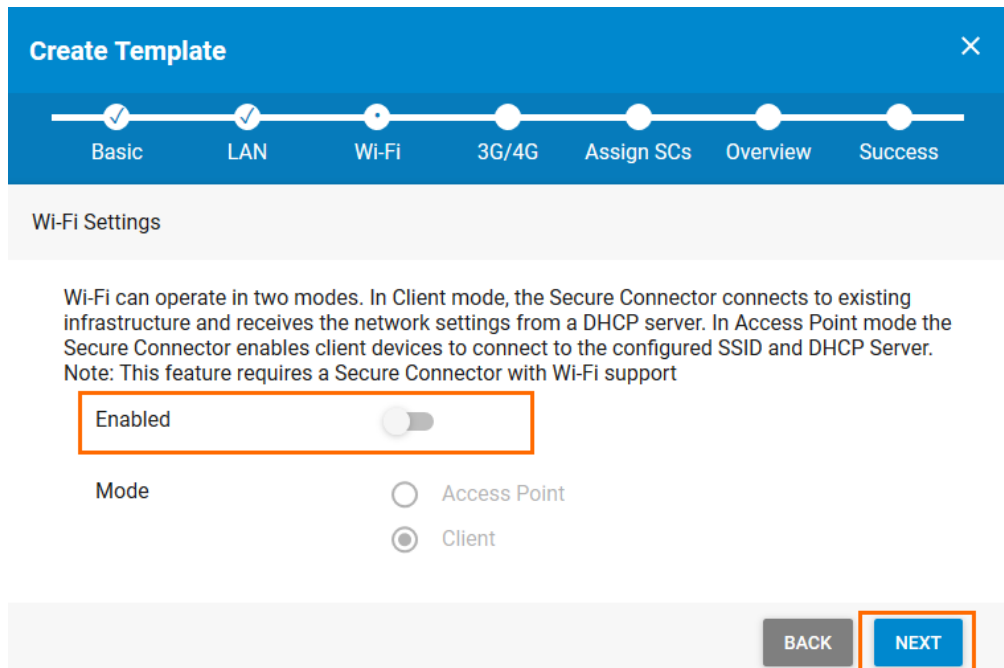 Create Template
Basic LAN Wi-Fi 3G/4G Assign SCs Overview Success
Wi-Fi Settings
Wi-Fi can operate in two modes. In Client mode, the Secure Connector connects to existing
infrastructure and receives the network settings from a DHCP server. In Access Point mode the
Secure Connector enables client devices to connect to the configured SSID and DHCP Server.
Note: This feature requires a Secure Connector with Wi-Fi support
Enabled
Mode
Access Point
Client
BACK NEXT